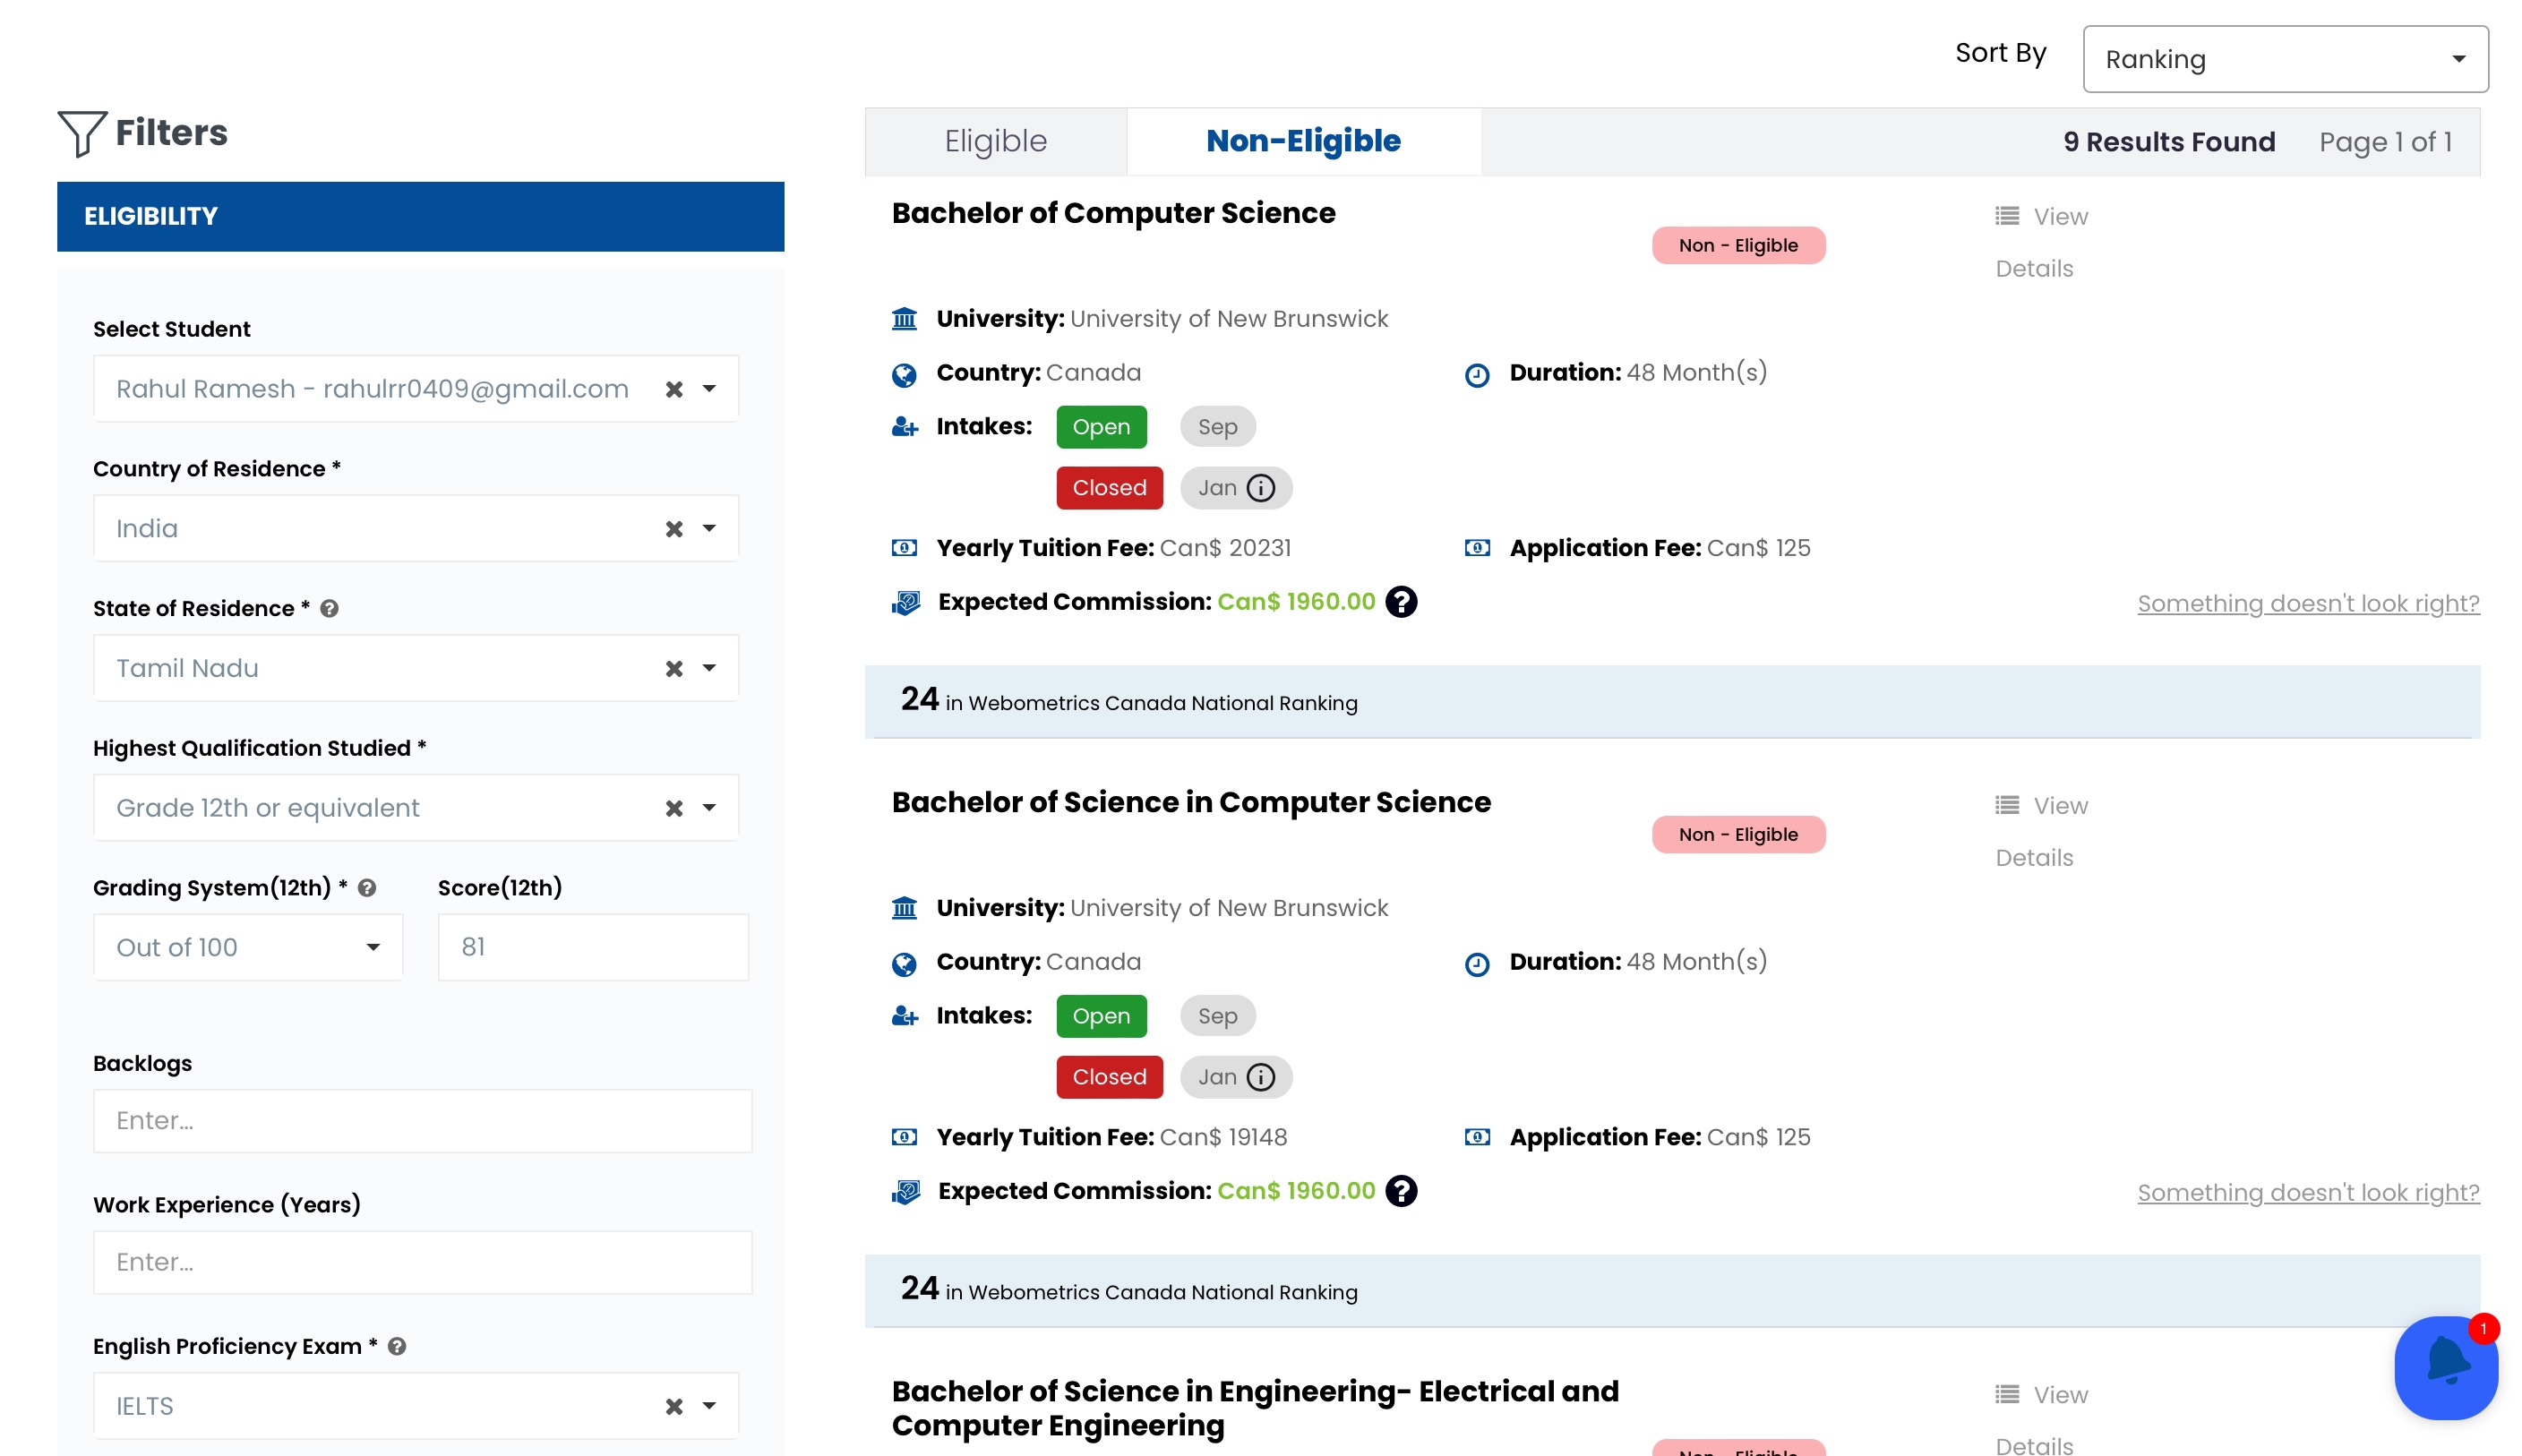 Sort By
Ranking
Filters
ELIGIBILITY
Select Student
Rahul Ramesh - rahulrr0409@gmail.com
Country of Residence *
India
State of Residence *
Tamil Nadu
Highest Qualification Studied *
Grade 12th or equivalent
Grading System(12th) * Score(12th)
Out of 100 81
Backlogs
Enter...
Work Experience (Years)
Enter...
English Proficiency Exam *
IELTS
Eligible Non-Eligible 9 Results Found Page 1 of 1
Bachelor of Computer Science
Non - Eligible
View
Details
University: University of New Brunswick
Country: Canada Duration: 48 Month(s)
Intakes: Open Sep
Closed Jan
Yearly Tuition Fee: Can$ 20231 Application Fee: Can$ 125
Expected Commission: Can$ 1960.00
Something doesn't look right?
24 in Webometrics Canada National Ranking
Bachelor of Science in Computer Science
Non - Eligible
View
Details
University: University of New Brunswick
Country: Canada Duration: 48 Month(s)
Intakes: Open Sep
Closed Jan
Yearly Tuition Fee: Can$ 19148 Application Fee: Can$ 125
Expected Commission: Can$ 1960.00
Something doesn't look right?
24 in Webometrics Canada National Ranking
Bachelor of Science in Engineering- Electrical and
Computer Engineering
Non - Eligible
View
Details
1